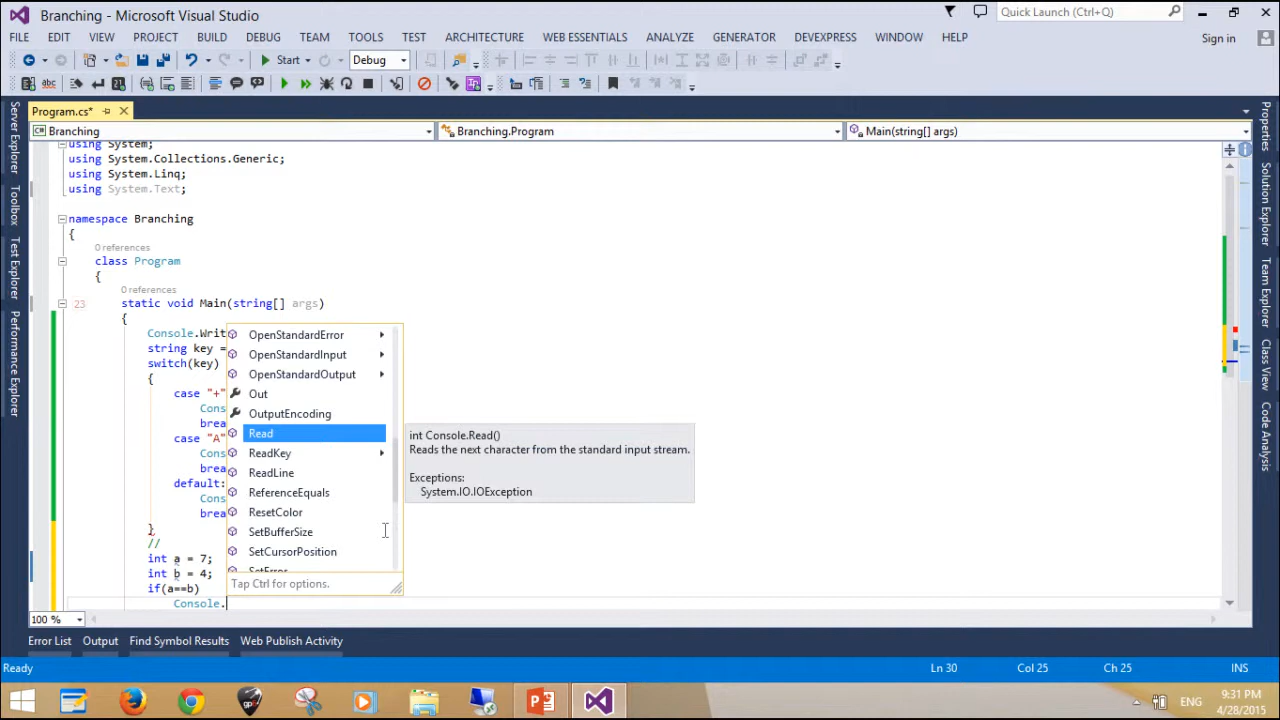 Branching - Microsoft Visual Studio
Quick Launch (Ctrl+Q)
FILE EDIT VIEW PROJECT BUILD DEBUG TEAM TOOLS TEST ARCHITECTURE WEB ESSENTIALS ANALYZE GENERATOR DEVEXPRESS WINDOW HELP
Sign in
Start
Debug
Program.cs*
Branching
Branching.Program
Main(string[] args)
Server Explorer
Toolbox
Test Explorer
Performance Explorer
using System;
using System.Collections.Generic;
using System.Linq;
using System.Text;
namespace Branching
{
0 references
class Program
{
0 references
23
static void Main(string[] args)
{
Console.Writ
string key =
switch(key)
{
case "+"
Cons
brea
case "A"
Cons
brea
default:
Cons
brea
}
//
int a = 7;
int b = 4;
if(a==b)
Console.
OpenStandardError
OpenStandardInput
OpenStandardOutput
Out
OutputEncoding
Read
ReadKey
ReadLine
ReferenceEquals
ResetColor
SetBufferSize
SetCursorPosition
SetError
Tap Ctrl for options.
int Console.Read()
Reads the next character from the standard input stream.
Exceptions:
System.IO.IOException
Properties
Solution Explorer
Team Explorer
Class View
Code Analysis
100 %
Error List Output Find Symbol Results Web Publish Activity
Ready Ln 30 Col 25 Ch 25 INS
ENG
9:31 PM
4/28/2015